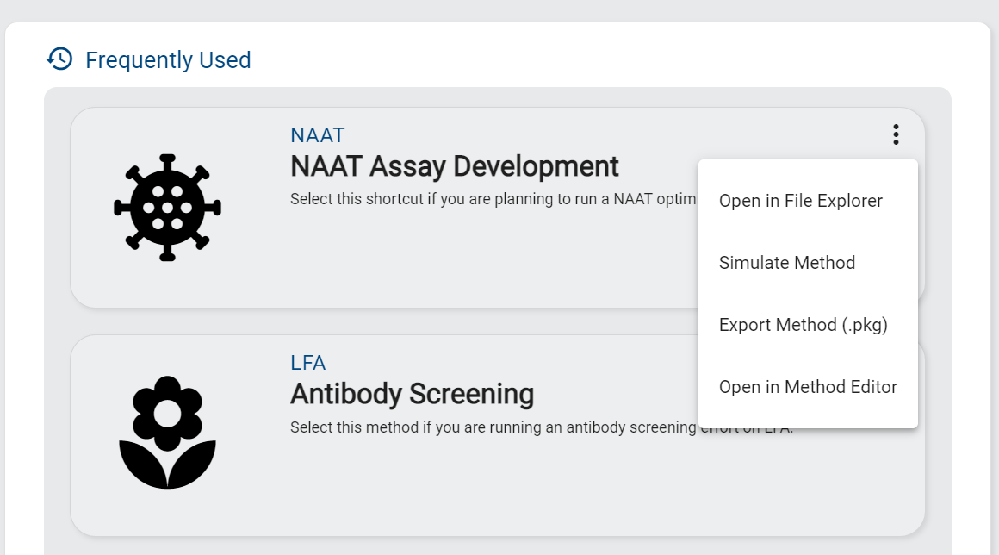 Frequently Used
NAAT
NAAT Assay Development
Select this shortcut if you are planning to run a NAAT
Open in File Explorer
Simulate Method
Export Method (.pkg)
Open in Method Editor
LFA
Antibody Screening
Select this method if you are running an antibody screening effort on LFA.